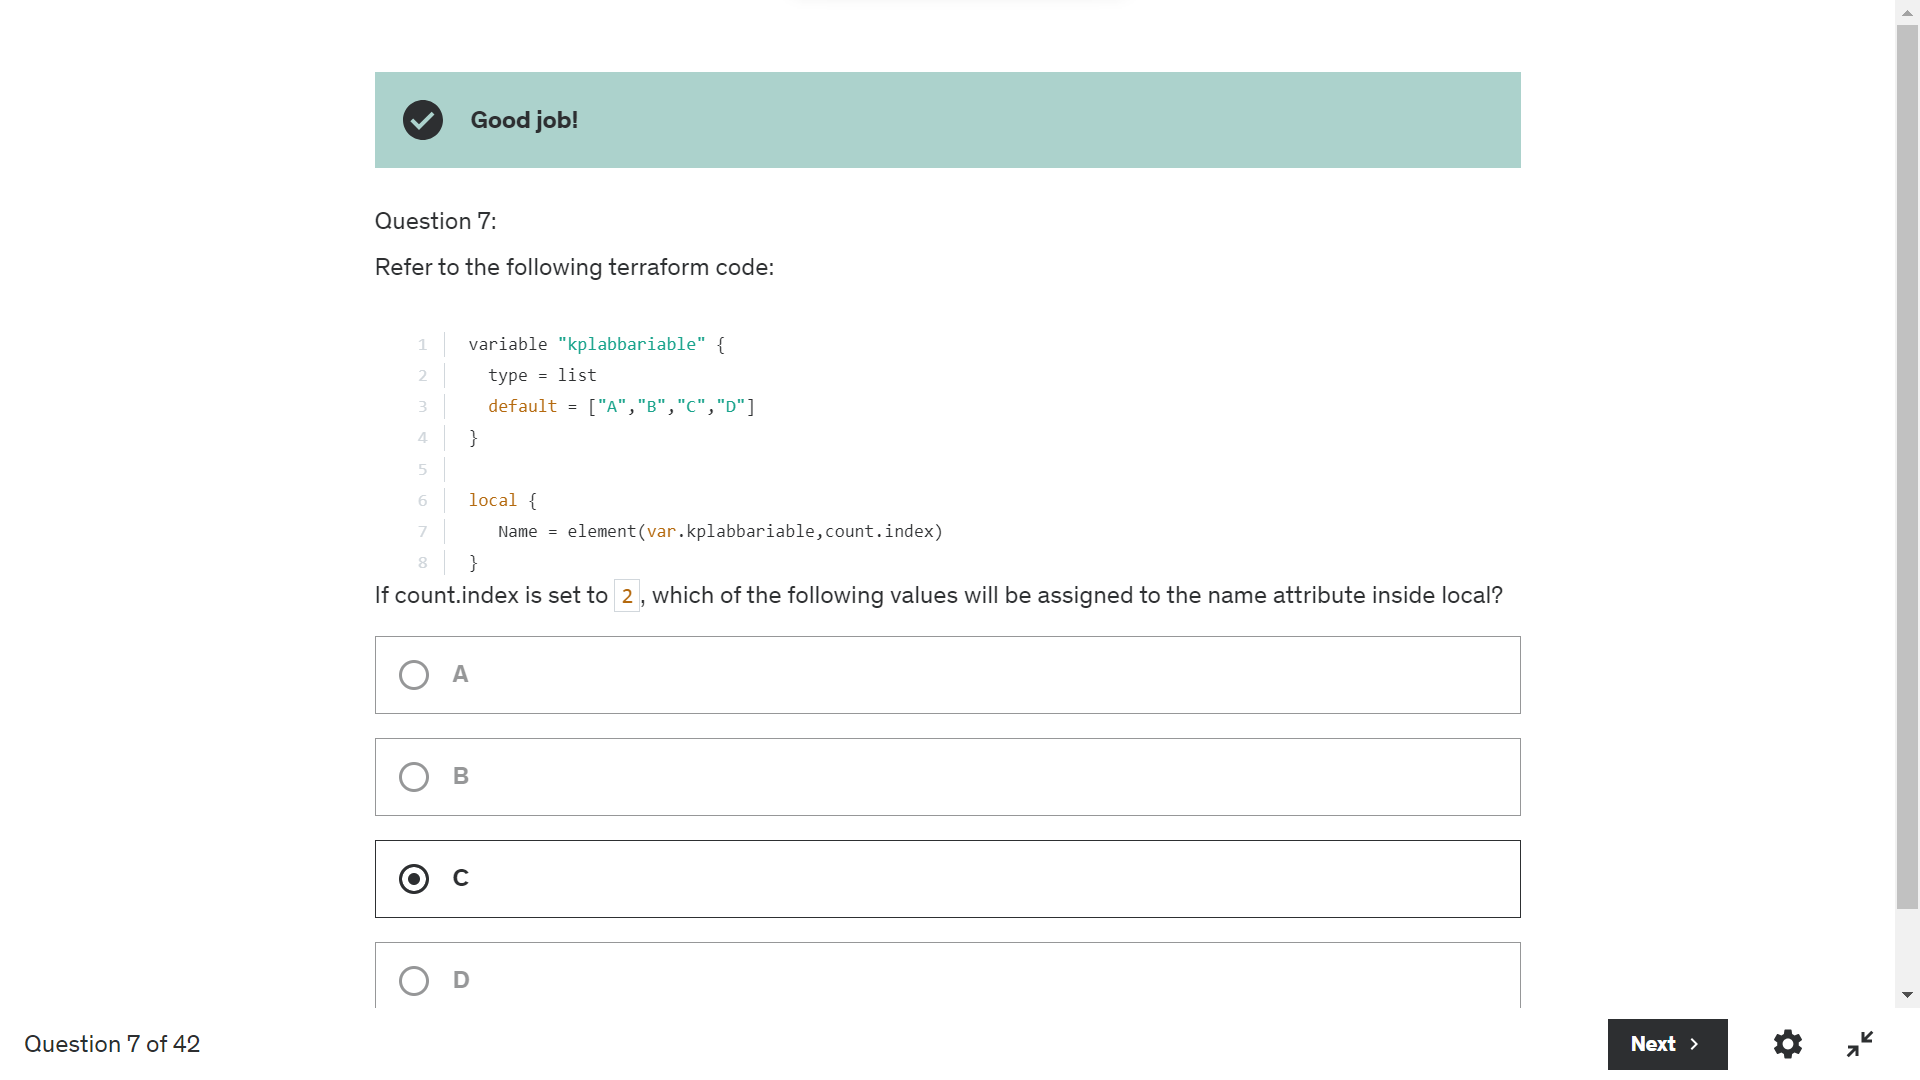 Good job!
Question 7:
Refer to the following terraform code:
1 variable "kplabbariable" {
2 type = list
3 default = ["A","B","C","D"]
4 }
5
6 local {
7 Name = element(var.kplabbariable,count.index)
8 }
If count.index is set to 2, which of the following values will be assigned to the name attribute inside local?
A
B
C
D
Question 7 of 42
Next